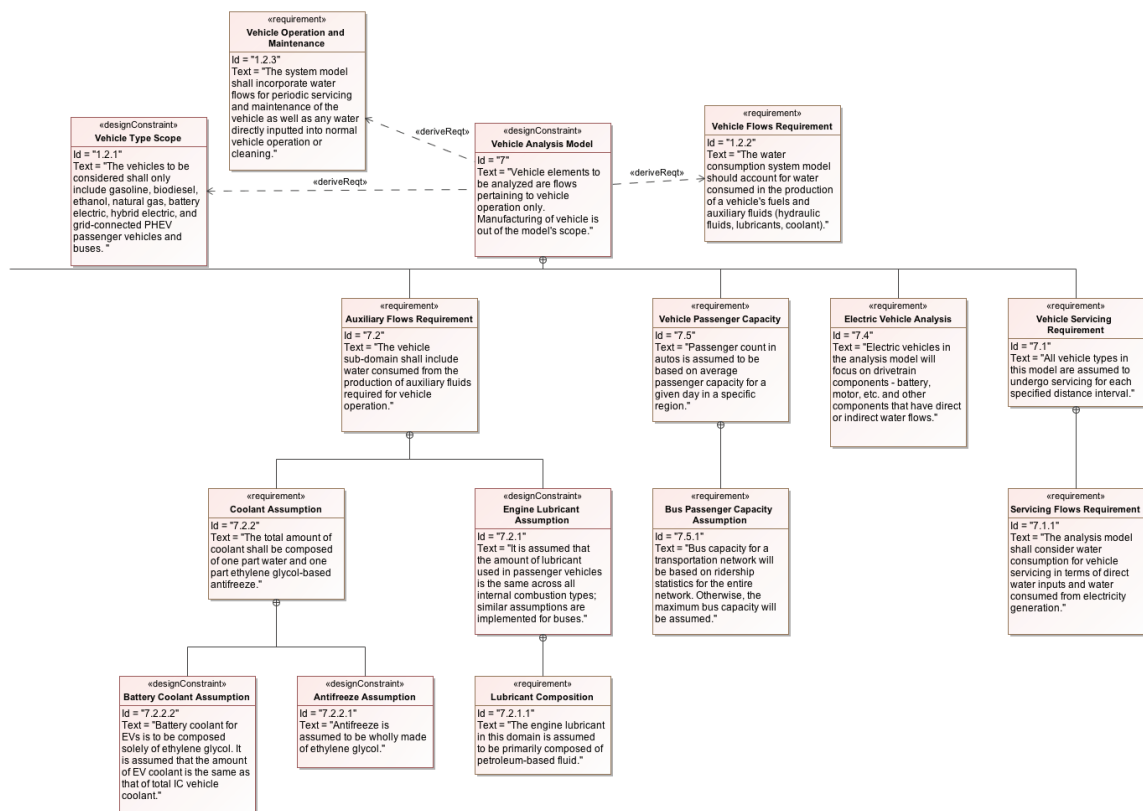 «requirement»
Vehicle Operation and
Maintenance
Id = "1.2.3"
Text = "The system model
shall incorporate water
flows for periodic servicing
and maintenance of the
vehicle as well as any water
directly inputted into normal
vehicle operation or
cleaning."
«designConstraint»
Vehicle Type Scope
Id = "1.2.1"
Text = "The vehicles to be
considered shall only
include gasoline, biodiesel,
ethanol, natural gas, battery
electric, hybrid electric, and
grid-connected PHEV
passenger vehicles and
buses. "
«deriveReqt»
«deriveReqt»
«designConstraint»
Vehicle Analysis Model
Id = "7"
Text = "Vehicle elements to
be analyzed are flows
pertaining to vehicle
operation only.
Manufacturing of vehicle is
out of the model's scope."
«deriveReqt»
«requirement»
Vehicle Flows Requirement
Id = "1.2.2"
Text = "The water
consumption system model
should account for water
consumed in the production
of a vehicle's fuels and
auxiliary fluids (hydraulic
fluids, lubricants, coolant)."
«requirement»
Auxiliary Flows Requirement
Id = "7.2"
Text = "The vehicle
sub-domain shall include
water consumed from the
production of auxiliary fluids
required for vehicle
operation."
«requirement»
Vehicle Passenger Capacity
Id = "7.5"
Text = "Passenger count in
autos is assumed to be
based on average
passenger capacity for a
given day in a specific
region."
«requirement»
Electric Vehicle Analysis
Id = "7.4"
Text = "Electric vehicles in
the analysis model will
focus on drivetrain
components - battery,
motor, etc. and other
components that have direct
or indirect water flows."
«requirement»
Vehicle Servicing
Requirement
Id = "7.1"
Text = "All vehicle types in
this model are assumed to
undergo servicing for each
specified distance interval."
«requirement»
Coolant Assumption
Id = "7.2.2"
Text = "The total amount of
coolant shall be composed
of one part water and one
part ethylene glycol-based
antifreeze."
«designConstraint»
Engine Lubricant
Assumption
Id = "7.2.1"
Text = "It is assumed that
the amount of lubricant
used in passenger vehicles
is the same across all
internal combustion types;
similar assumptions are
implemented for buses."
«requirement»
Bus Passenger Capacity
Assumption
Id = "7.5.1"
Text = "Bus capacity for a
transportation network will
be based on ridership
statistics for the entire
network. Otherwise, the
maximum bus capacity will
be assumed."
«requirement»
Servicing Flows Requirement
Id = "7.1.1"
Text = "The analysis model
shall consider water
consumption for vehicle
servicing in terms of direct
water inputs and water
consumed from electricity
generation."
«designConstraint»
Battery Coolant Assumption
Id = "7.2.2.2"
Text = "Battery coolant for
EVs is to be composed
solely of ethylene glycol. It
is assumed that the amount
of EV coolant is the same as
that of total IC vehicle
coolant."
«designConstraint»
Antifreeze Assumption
Id = "7.2.2.1"
Text = "Antifreeze is
assumed to be wholly made
of ethylene glycol."
«requirement»
Lubricant Composition
Id = "7.2.1.1"
Text = "The engine lubricant
in this domain is assumed
to be primarily composed of
petroleum-based fluid."